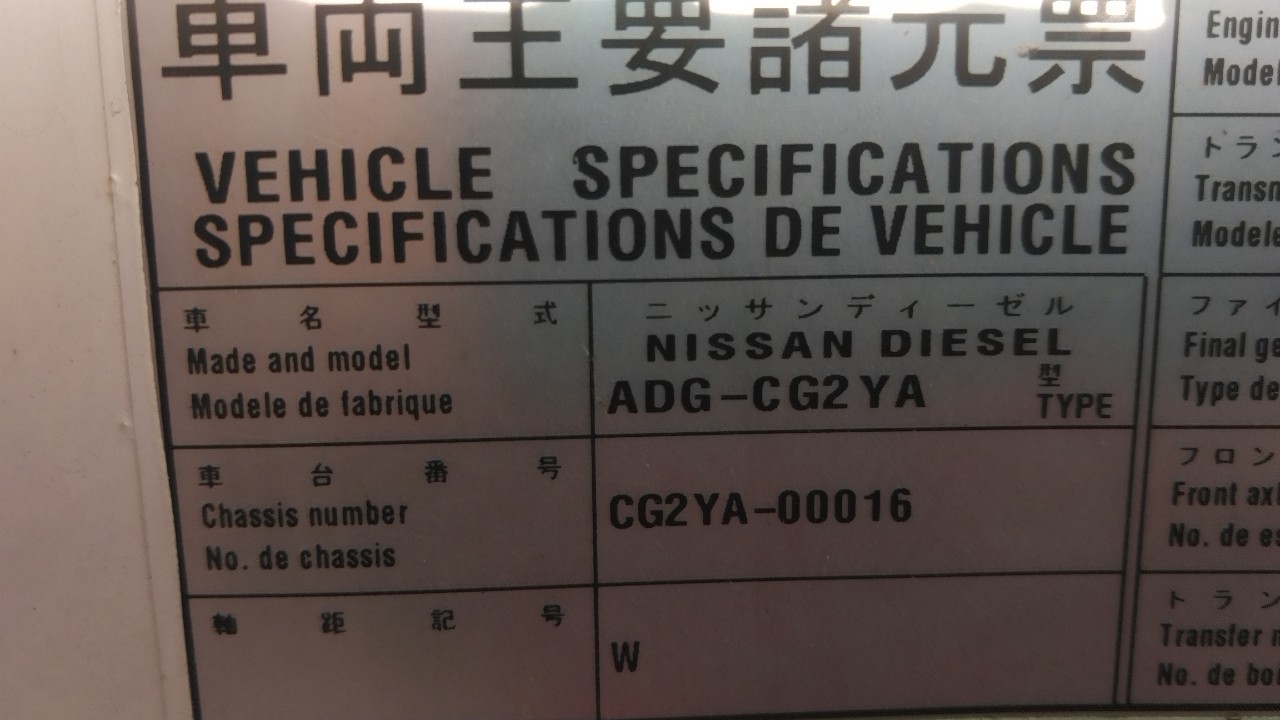 車両主要諸元票
VEHICLE SPECIFICATIONS
SPECIFICATIONS DE VEHICLE
車名型式
Made and model
Modele de fabrique
ニッサンディーゼル
NISSAN DIESEL
ADG-CG2YA
型
TYPE
車台番号
Chassis number
No. de chassis
CG2YA-00016
軸距記号
W
Engin
Model
トラン
Transm
Modele
ファイ
Final ge
Type de
フロン
Front axi
No. de es
トラン
Transfer
No. de bo